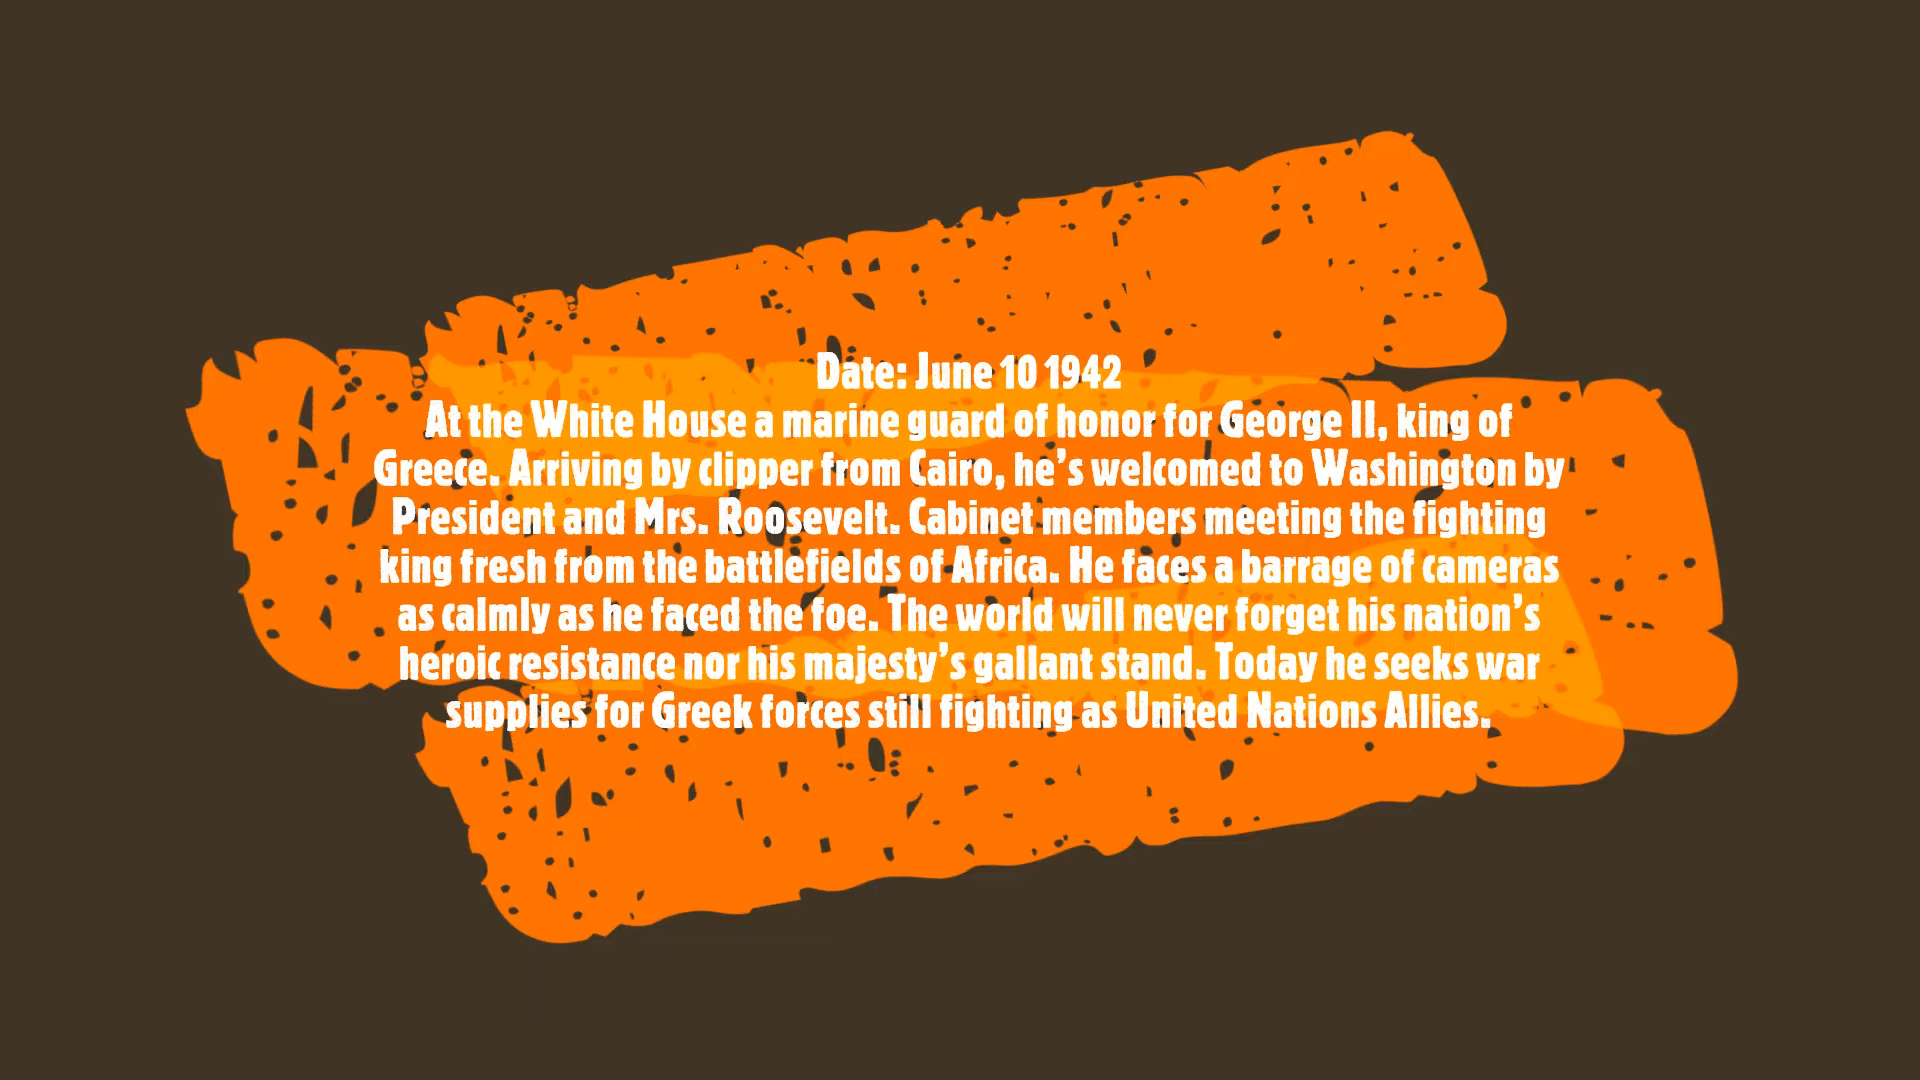 Date: June 10 1942
At the White House a marine guard of honor for George II, king of
Greece. Arriving by clipper from Cairo, he's welcomed to Washington by
President and Mrs. Roosevelt. Cabinet members meeting the fighting
king fresh from the battlefields of Africa. He faces a barrage of cameras
as calmly as he faced the foe. The world will never forget his nation's
heroic resistance nor his majesty's gallant stand. Today he seeks war
supplies for Greek forces still fighting as United Nations Allies.